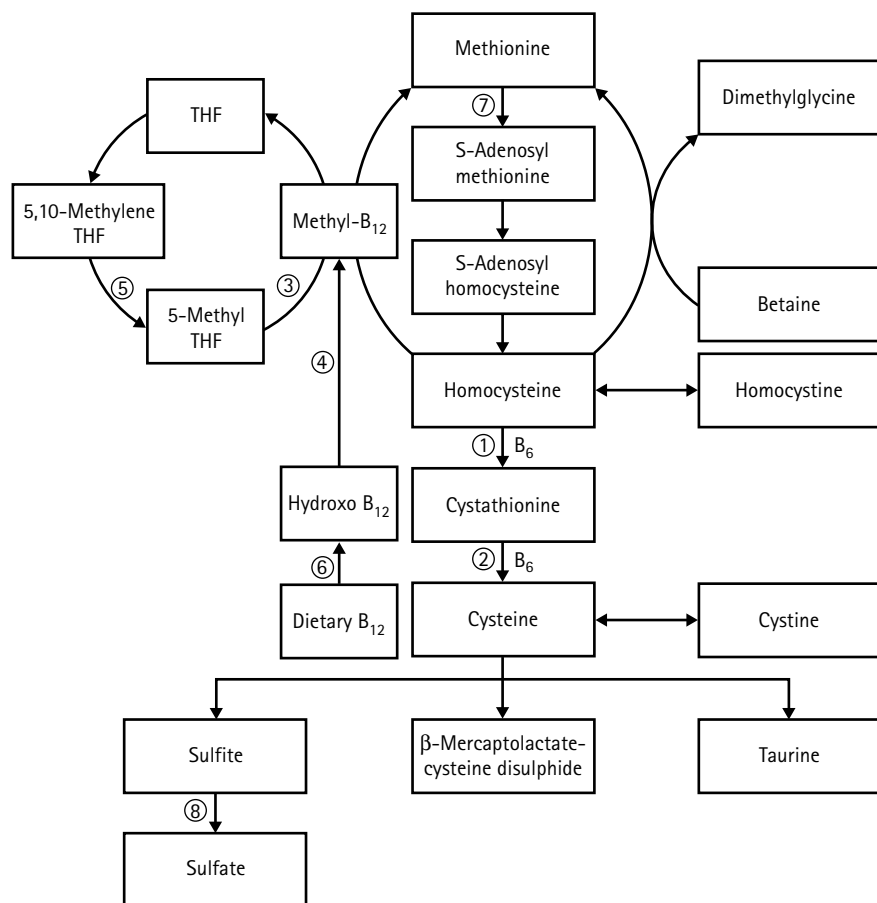 Methionine
Dimethylglycine
THF
⑦
S-Adenosyl
methionine
5,10-Methylene
THF
Methyl-B₁₂
S-Adenosyl
homocysteine
⑤
③
5-Methyl
THF
Betaine
④
Homocysteine
Homocystine
① B₆
Hydroxo B₁₂
Cystathionine
⑥
② B₆
Dietary B₁₂
Cysteine
Cystine
Sulfite
β-Mercaptolactate-
cysteine disulphide
Taurine
⑧
Sulfate